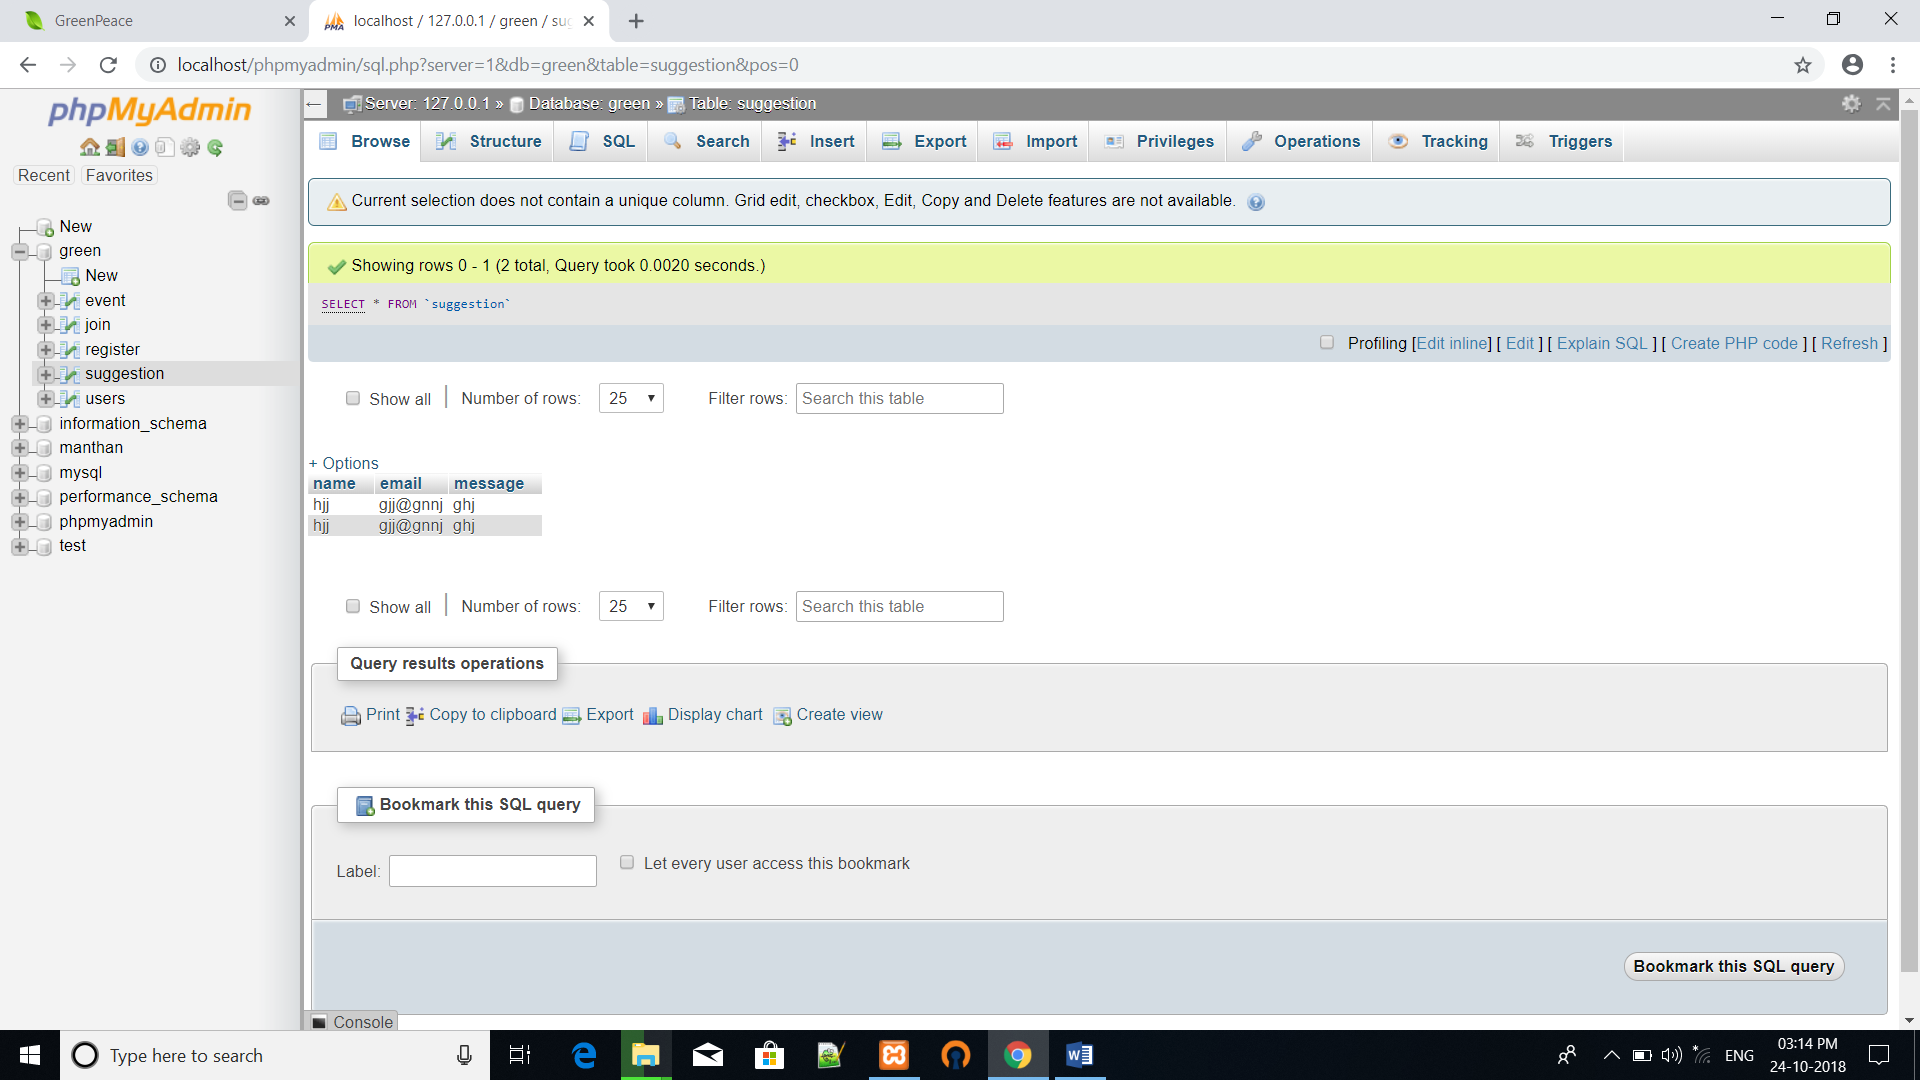 GreenPeace
localhost / 127.0.0.1 / green / su
localhost/phpmyadmin/sql.php?server=1&db=green&table=suggestion&pos=0
phpMyAdmin
Recent Favorites
New
green
New
event
join
register
suggestion
users
information_schema
manthan
mysql
performance_schema
phpmyadmin
test
Server: 127.0.0.1 » Database: green » Table: suggestion
Browse Structure SQL Search Insert Export Import Privileges Operations Tracking Triggers
Current selection does not contain a unique column. Grid edit, checkbox, Edit, Copy and Delete features are not available.
Showing rows 0 - 1 (2 total, Query took 0.0020 seconds.)
SELECT * FROM `suggestion`
Profiling [Edit inline] [ Edit ] [ Explain SQL ] [ Create PHP code ] [ Refresh ]
Show all Number of rows: 25 Filter rows: Search this table
+ Options
name email message
hjj gjj@gnnj ghj
hjj gjj@gnnj ghj
Show all Number of rows: 25 Filter rows: Search this table
Query results operations
Print Copy to clipboard Export Display chart Create view
Bookmark this SQL query
Label: Let every user access this bookmark
Bookmark this SQL query
Console
Type here to search
ENG
03:14 PM
24-10-2018